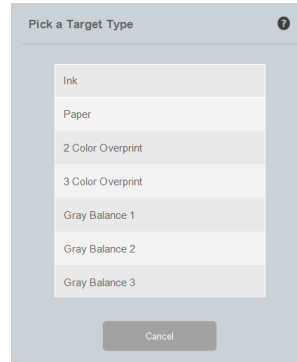 Pick a Target Type ?
Ink
Paper
2 Color Overprint
3 Color Overprint
Gray Balance 1
Gray Balance 2
Gray Balance 3
Cancel